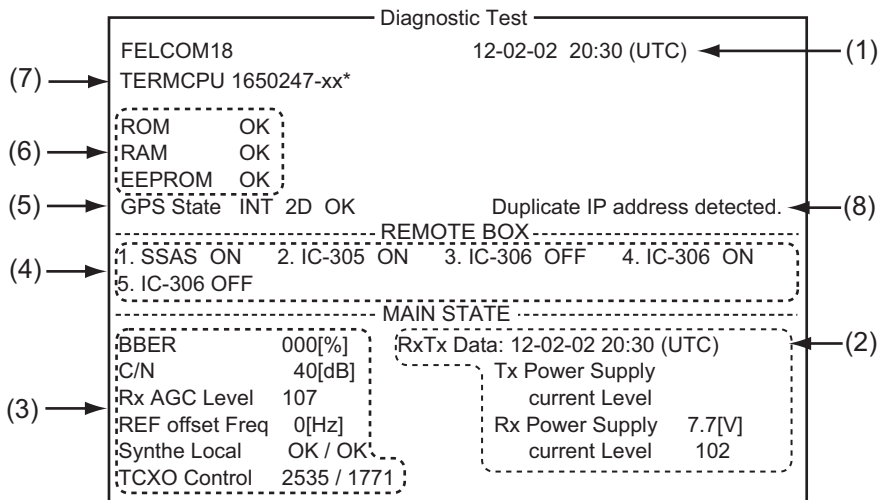 Diagnostic Test
FELCOM18 12-02-02 20:30 (UTC) (1)
(7) TERMCPU 1650247-xx*
ROM OK
(6) RAM OK
EEPROM OK
(5) GPS State INT 2D OK Duplicate IP address detected. (8)
REMOTE BOX
(4) 1. SSAS ON 2. IC-305 ON 3. IC-306 OFF 4. IC-306 ON
5. IC-306 OFF
MAIN STATE
BBER 000[%] RxTx Data: 12-02-02 20:30 (UTC) (2)
C/N 40[dB] Tx Power Supply
(3) Rx AGC Level 107 current Level
REF offset Freq 0[Hz] Rx Power Supply 7.7[V]
Synthe Local OK / OK current Level 102
TCXO Control 2535 / 1771